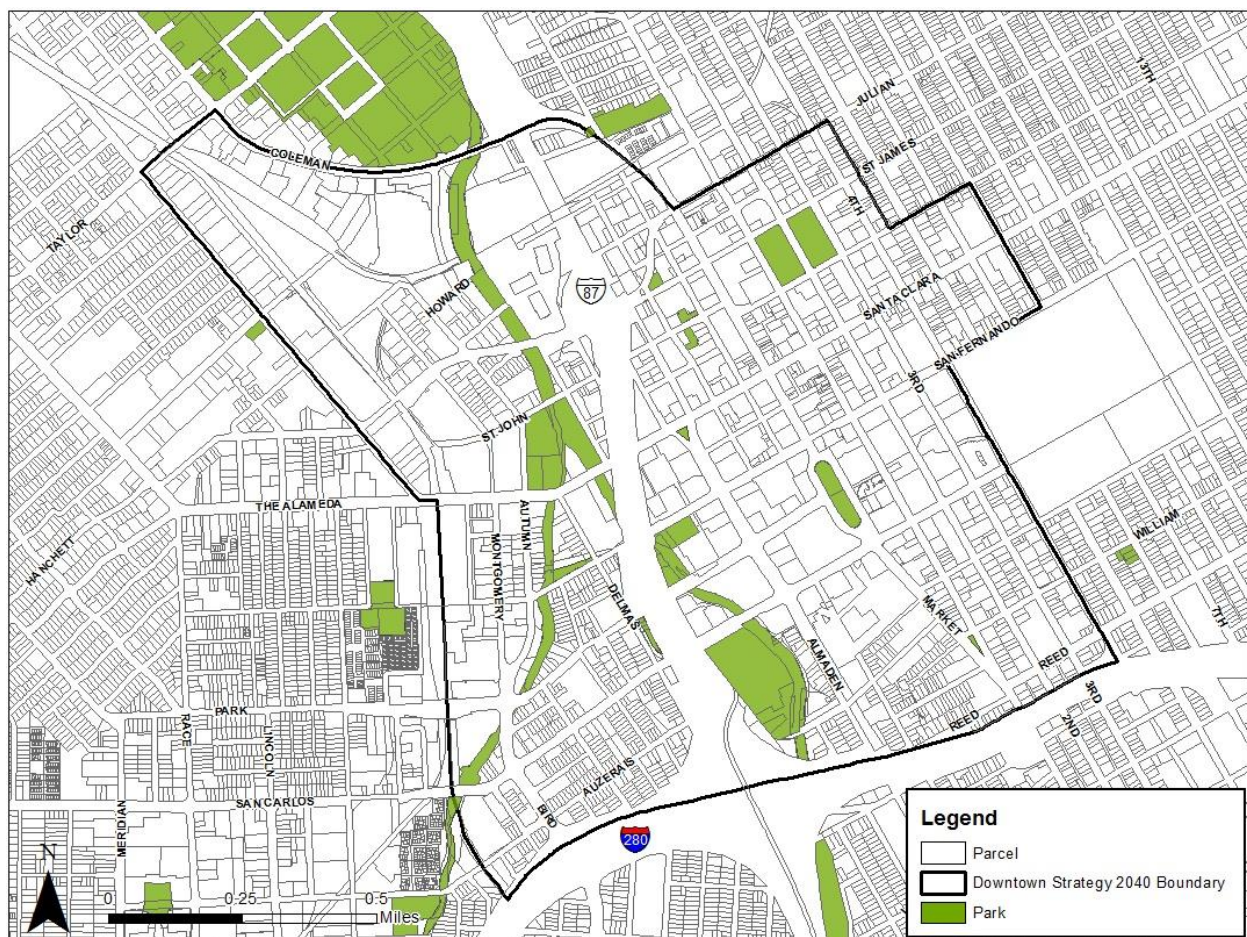 13TH
JULIAN
COLEMAN
ST JAMES
4TH
TAYLOR
HOWARD
87
SANTA CLARA
SAN FERNANDO
3RD
ST JOHN
THE ALAMEDA
AUTUMN
MONTGOMERY
HANCHETT
WILLIAM
DELMAS
MARKET
7TH
ALMADEN
REED
3RD
PARK
REED
2ND
RACE
LINCOLN
AUZERAIS
SAN CARLOS
BIRD
MERIDIAN
280
N
0 0.25 0.5
Miles
Legend
Parcel
Downtown Strategy 2040 Boundary
Park